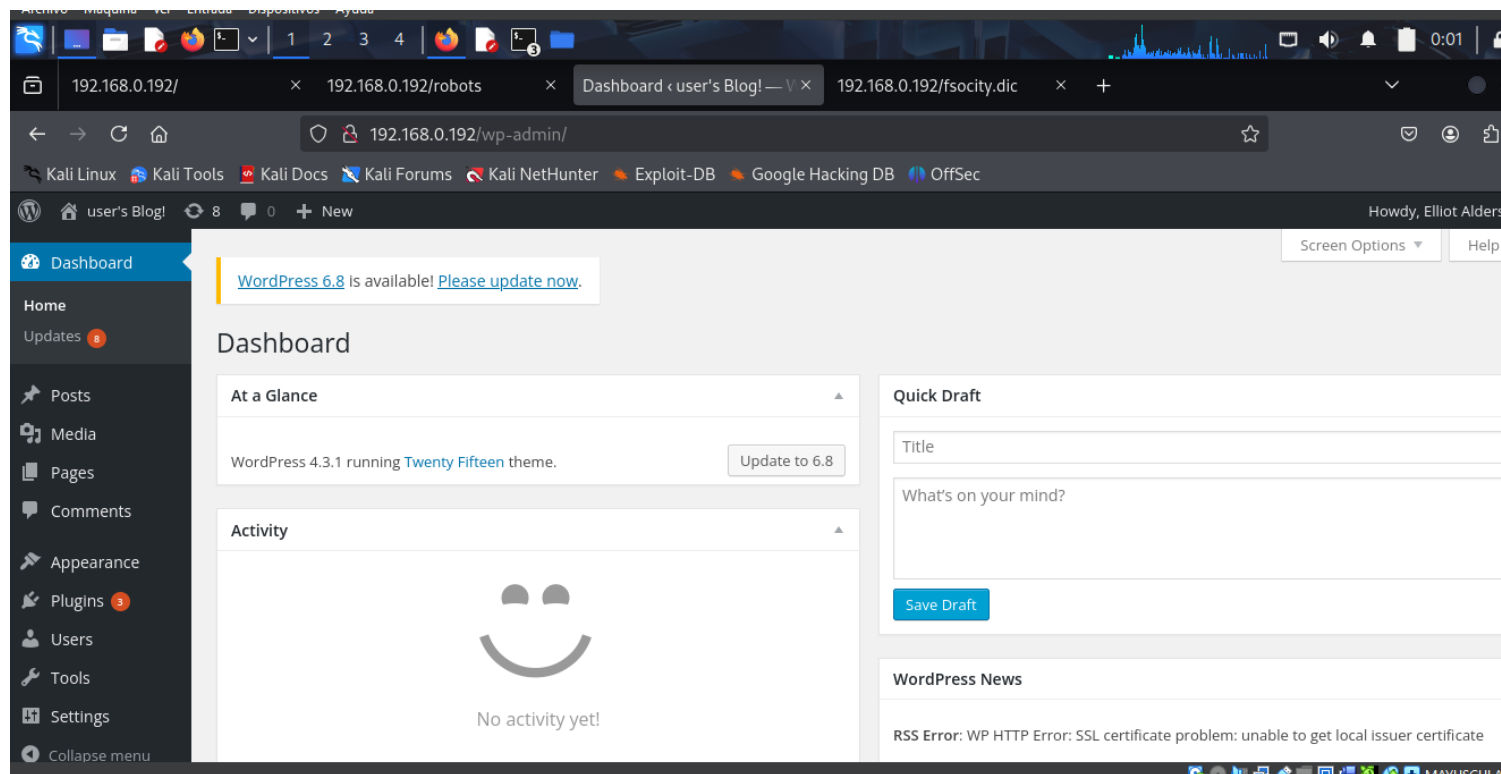 Archivo Maquina Ver Entrada Dispositivos Ayuda
1 2 3 4 3 0:01
192.168.0.192/ × 192.168.0.192/robots × Dashboard ‹ user's Blog! — × 192.168.0.192/fsocity.dic × +
192.168.0.192/wp-admin/
Kali Linux Kali Tools Kali Docs Kali Forums Kali NetHunter Exploit-DB Google Hacking DB OffSec
user's Blog! 8 0 + New Howdy, Elliot Alders
Screen Options Help
Dashboard
WordPress 6.8 is available! Please update now.
Home
Updates 8
Dashboard
Posts
Media
Pages
Comments
Appearance
Plugins 3
Users
Tools
Settings
Collapse menu
At a Glance
WordPress 4.3.1 running Twenty Fifteen theme. Update to 6.8
Activity
No activity yet!
Quick Draft
Title
What's on your mind?
Save Draft
WordPress News
RSS Error: WP HTTP Error: SSL certificate problem: unable to get local issuer certificate